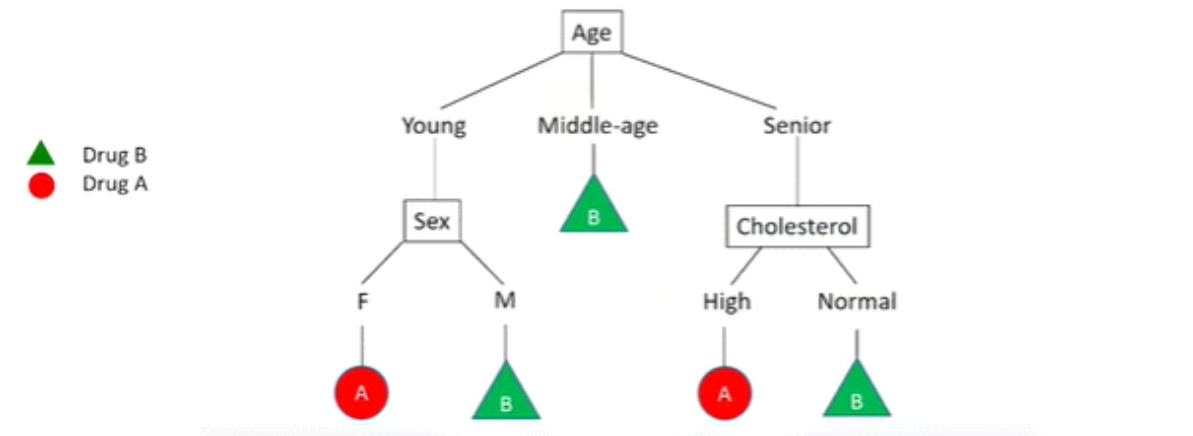 Age
Young Middle-age Senior
Drug B
Drug A
B
Sex
Cholesterol
F M High Normal
A B A B